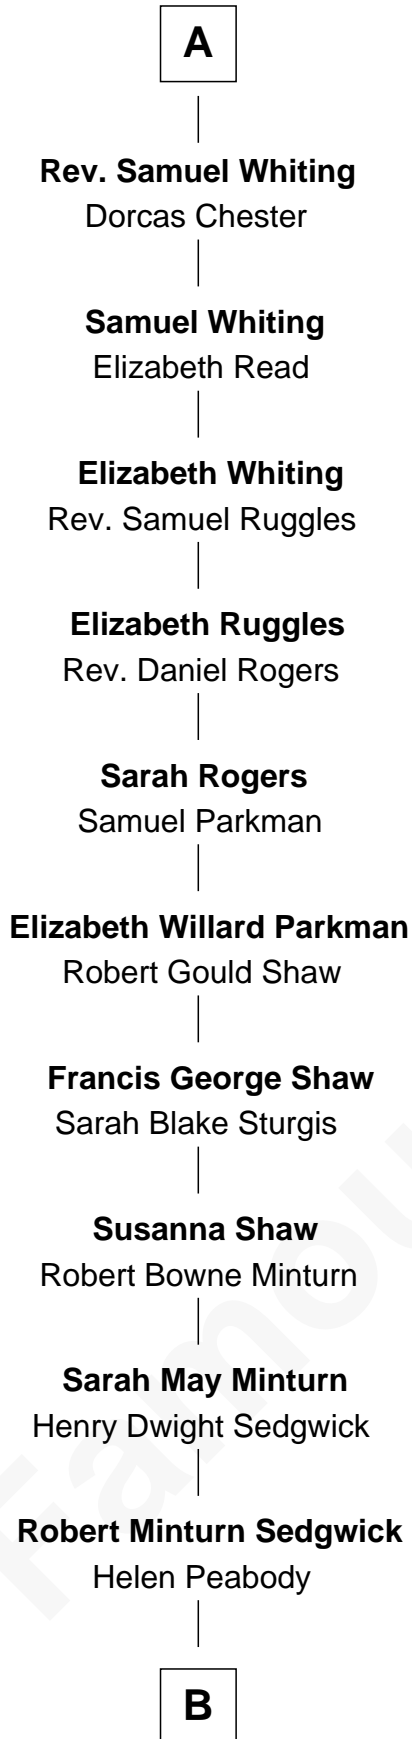 A
Rev. Samuel Whiting
Dorcas Chester
Samuel Whiting
Elizabeth Read
Elizabeth Whiting
Rev. Samuel Ruggles
Elizabeth Ruggles
Rev. Daniel Rogers
Sarah Rogers
Samuel Parkman
Elizabeth Willard Parkman
Robert Gould Shaw
Francis George Shaw
Sarah Blake Sturgis
Susanna Shaw
Robert Bowne Minturn
Sarah May Minturn
Henry Dwight Sedgwick
Robert Minturn Sedgwick
Helen Peabody
B